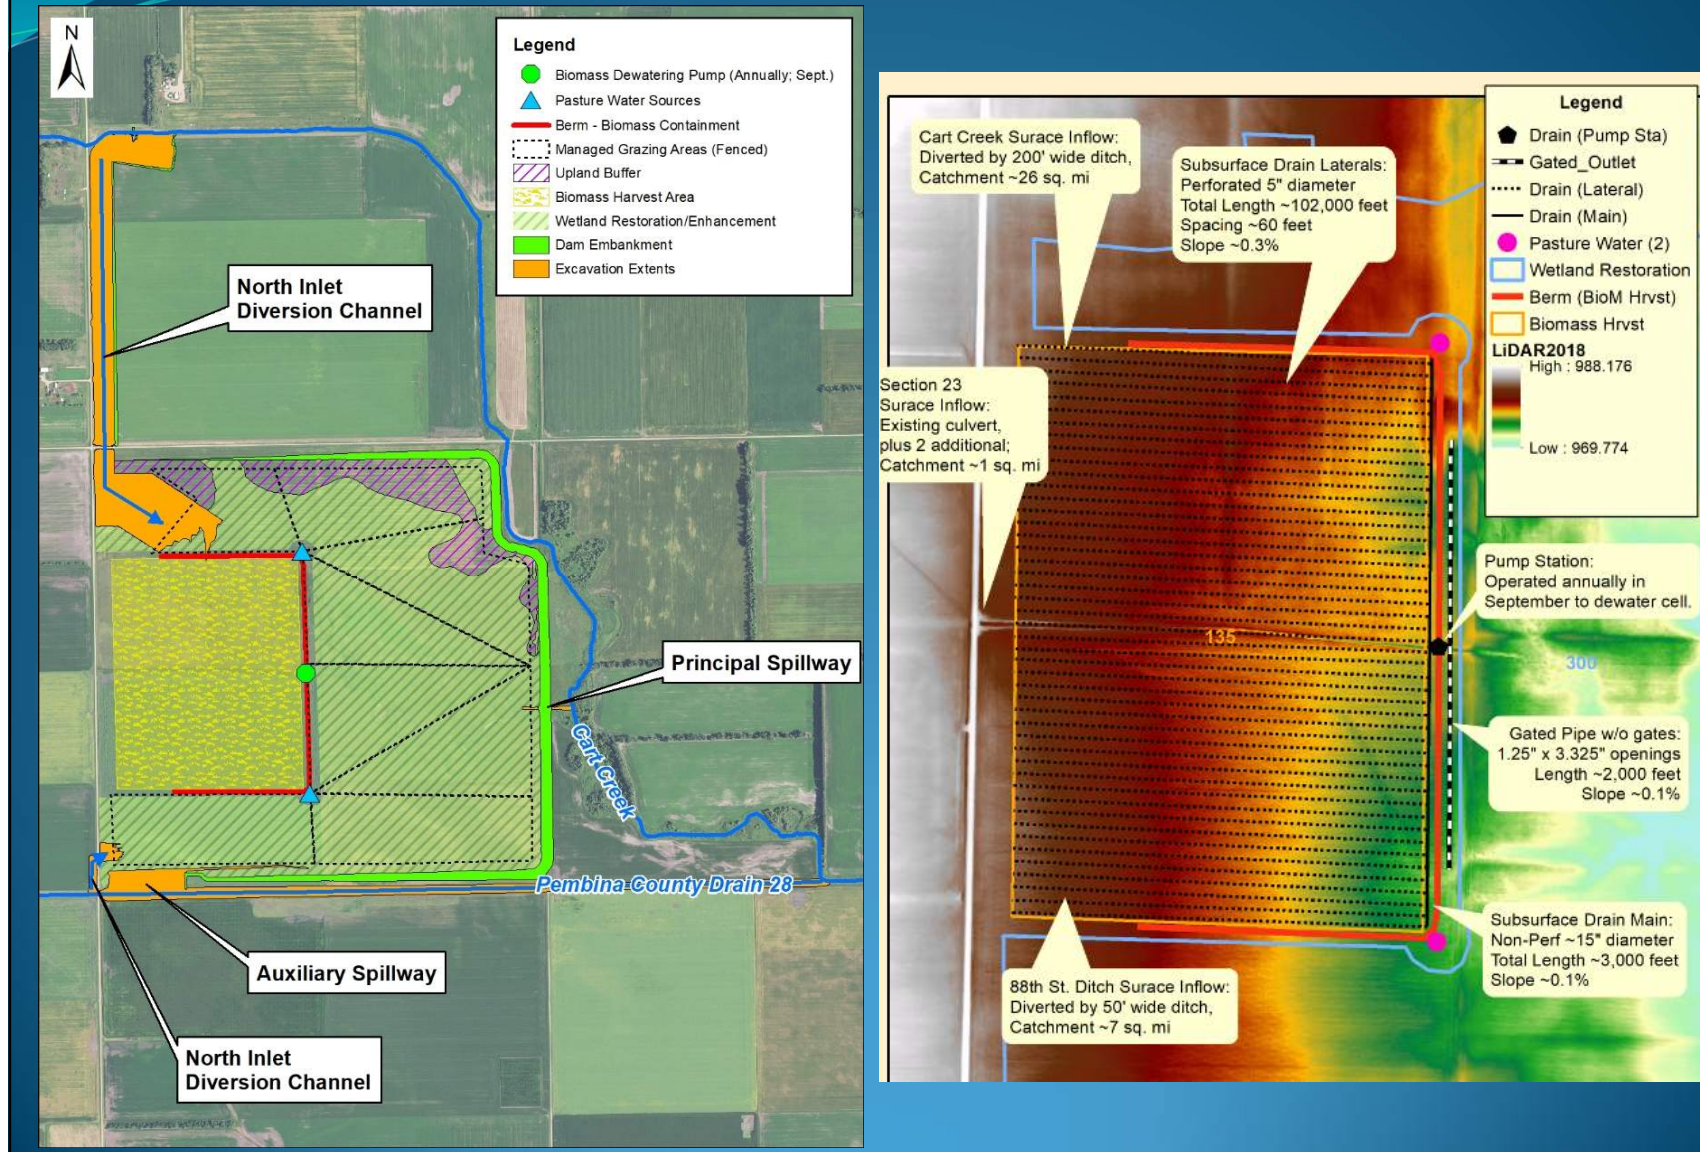 N
Legend
Biomass Dewatering Pump (Annually; Sept.)
Pasture Water Sources
Berm - Biomass Containment
Managed Grazing Areas (Fenced)
Upland Buffer
Biomass Harvest Area
Wetland Restoration/Enhancement
Dam Embankment
Excavation Extents
North Inlet
Diversion Channel
Principal Spillway
Cart Creek
Pembina County Drain 28
Auxiliary Spillway
North Inlet
Diversion Channel
Legend
Drain (Pump Sta)
Gated_Outlet
Drain (Lateral)
Drain (Main)
Pasture Water (2)
Wetland Restoration
Berm (BioM Hrvst)
Biomass Hrvst
LiDAR2018
High : 988.176
Low : 969.774
Cart Creek Surace Inflow:
Diverted by 200' wide ditch,
Catchment ~26 sq. mi
Subsurface Drain Laterals:
Perforated 5" diameter
Total Length ~102,000 feet
Spacing ~60 feet
Slope ~0.3%
Section 23
Surace Inflow:
Existing culvert,
plus 2 additional;
Catchment ~1 sq. mi
Pump Station:
Operated annually in
September to dewater cell.
135
300
Gated Pipe w/o gates:
1.25" x 3.325" openings
Length ~2,000 feet
Slope ~0.1%
Subsurface Drain Main:
Non-Perf ~15" diameter
Total Length ~3,000 feet
Slope ~0.1%
88th St. Ditch Surace Inflow:
Diverted by 50' wide ditch,
Catchment ~7 sq. mi